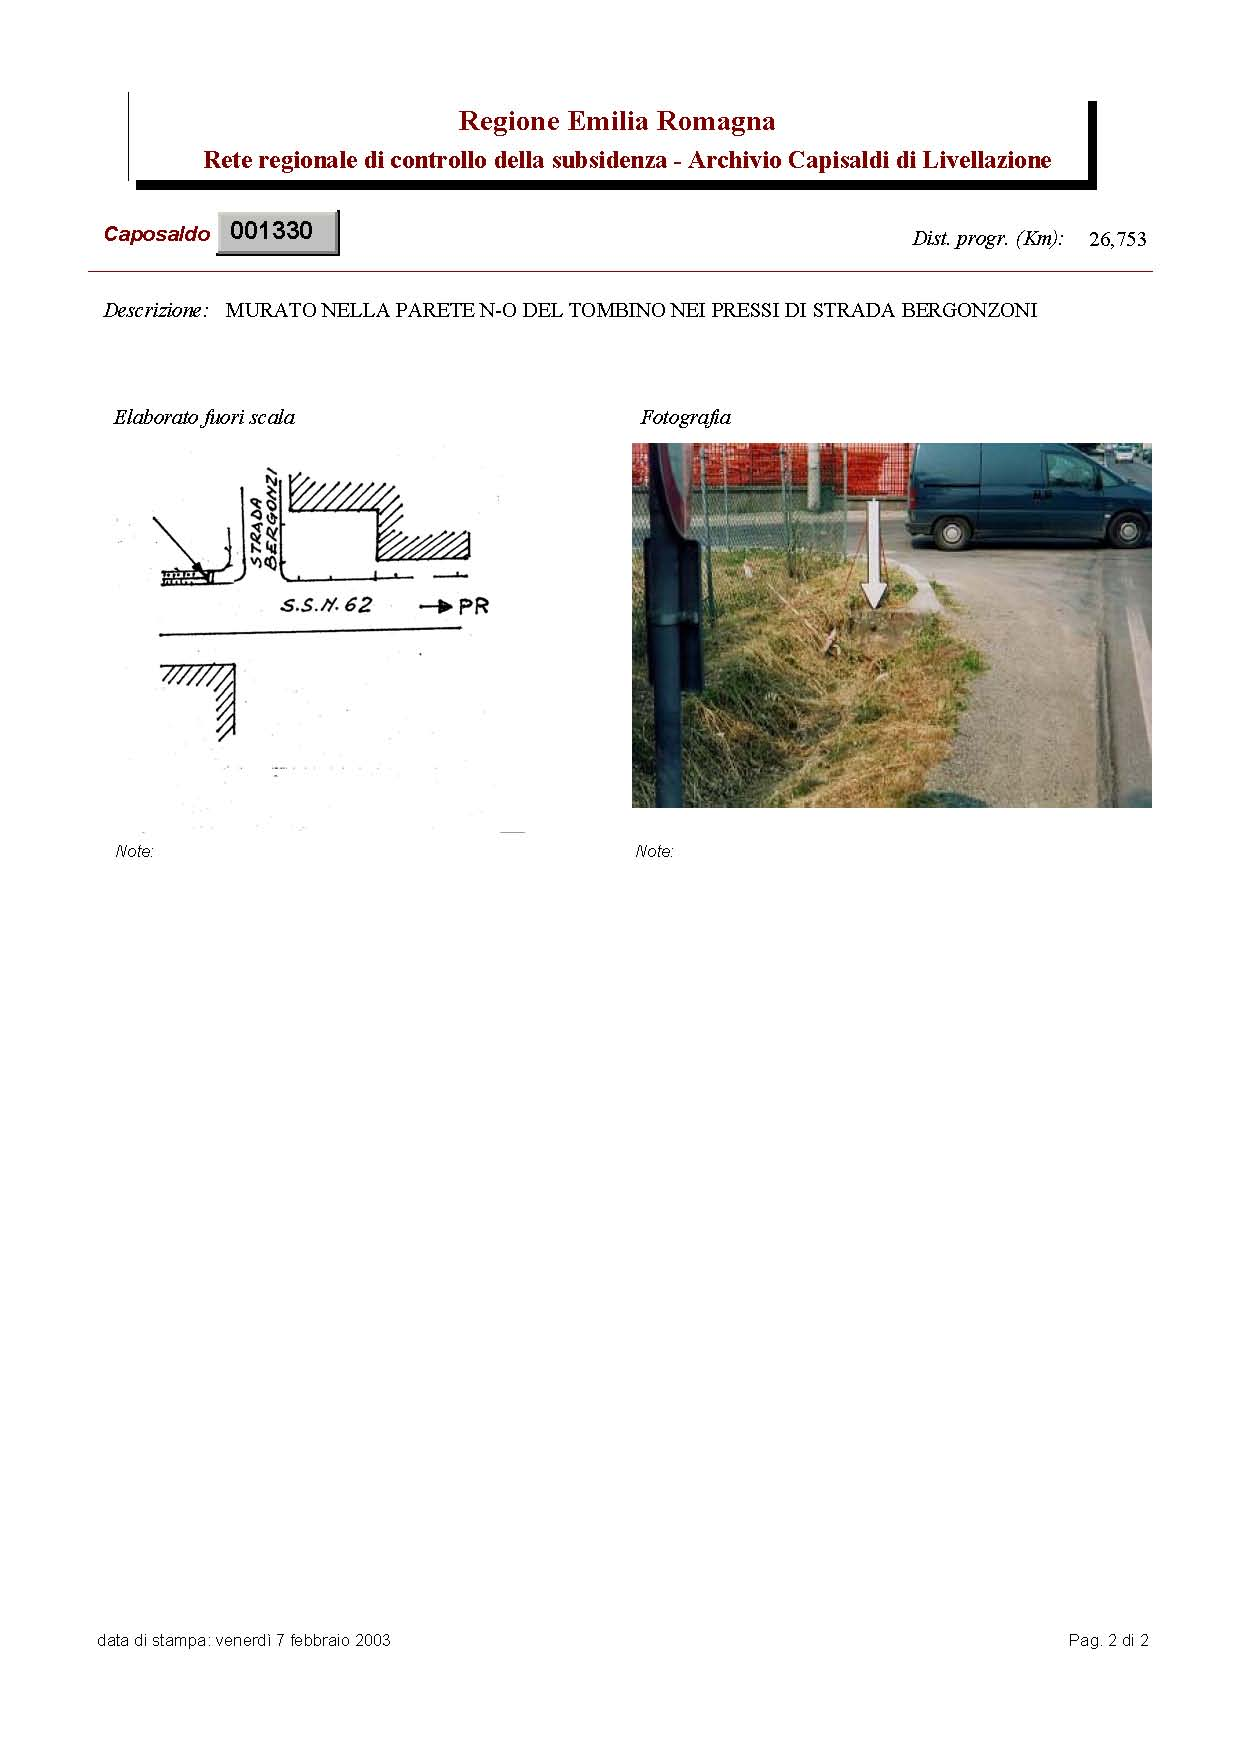 Regione Emilia Romagna
Rete regionale di controllo della subsidenza - Archivio Capisaldi di Livellazione
Caposaldo 001330 Dist. progr. (Km): 26,753
Descrizione: MURATO NELLA PARETE N-O DEL TOMBINO NEI PRESSI DI STRADA BERGONZONI
Elaborato fuori scala Fotografia
STRADA
BERGONZI
S.S.N. 62 PR
Note: Note:
data di stampa: venerdì 7 febbraio 2003 Pag. 2 di 2